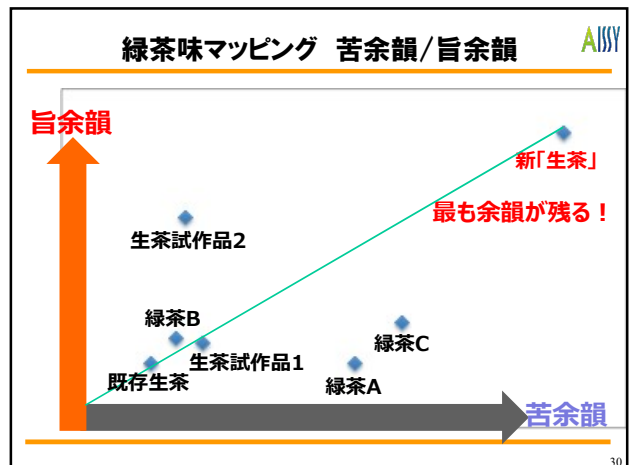 緑茶味マッピング 苦余韻/旨余韻
AISSY
旨余韻
新「生茶」
最も余韻が残る！
生茶試作品2
緑茶B
緑茶C
生茶試作品1
既存生茶
緑茶A
苦余韻
30